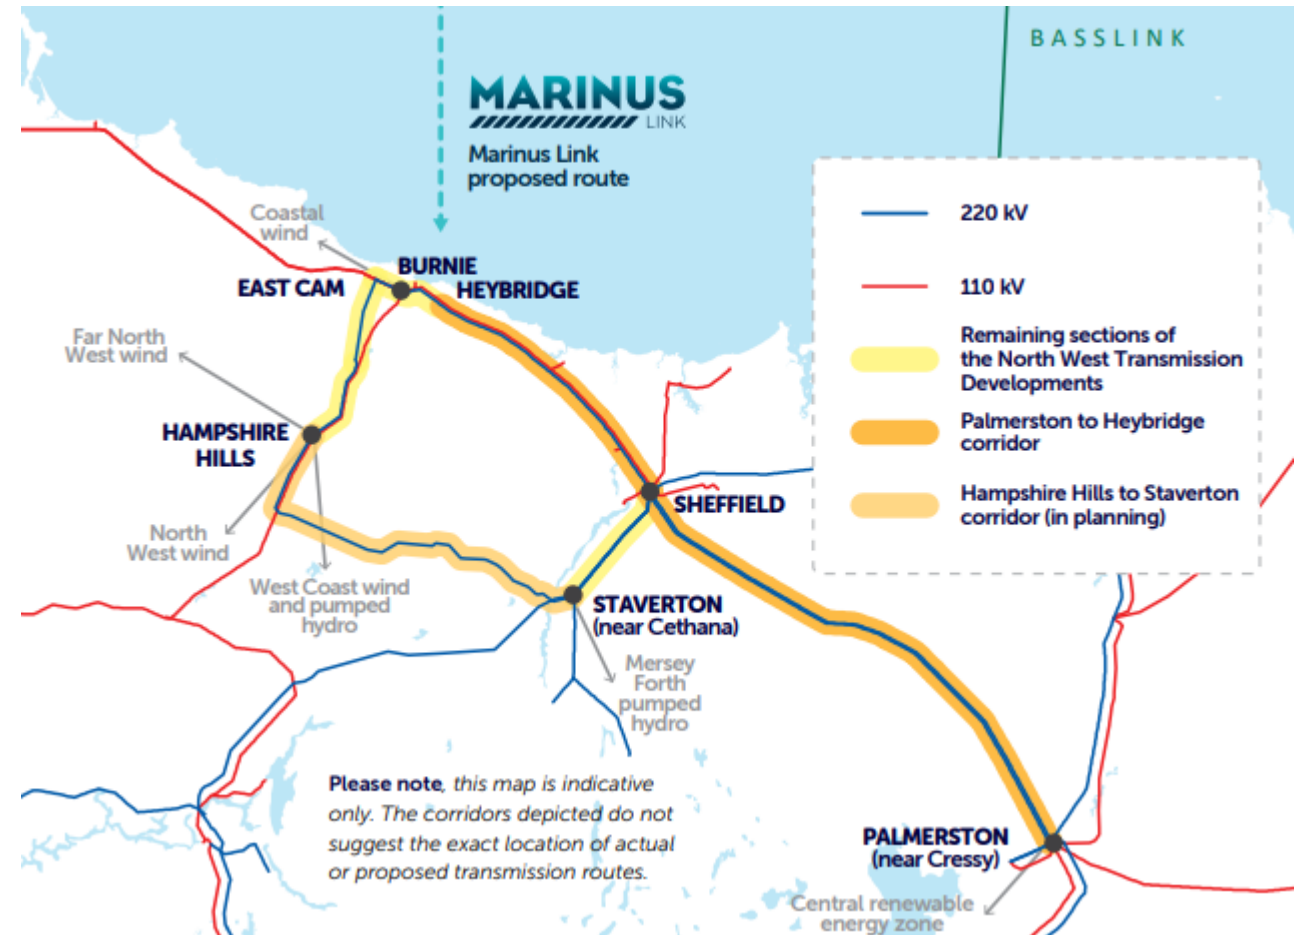 BASSLINK
MARINUS
LINK
Marinus Link
proposed route
220 kV
110 kV
Remaining sections of
the North West Transmission
Developments
Palmerston to Heybridge
corridor
Hampshire Hills to Staverton
corridor (in planning)
Coastal
wind
BURNIE
EAST CAM
HEYBRIDGE
Far North
West wind
HAMPSHIRE
HILLS
SHEFFIELD
North
West wind
West Coast wind
and pumped
hydro
STAVERTON
(near Cethana)
Mersey
Forth
pumped
hydro
Please note, this map is indicative
only. The corridors depicted do not
suggest the exact location of actual
or proposed transmission routes.
PALMERSTON
(near Cressy)
Central renewable
energy zone